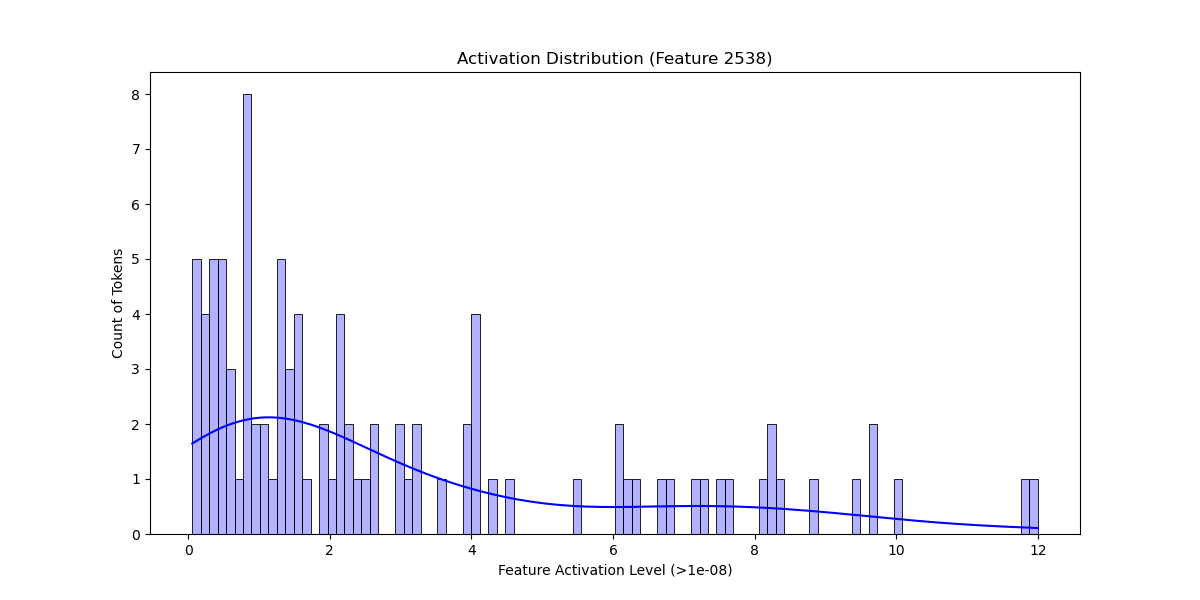 Activation Distribution (Feature 2538)
Count of Tokens
8
7
6
5
4
3
2
1
0
0 2 4 6 8 10 12
Feature Activation Level (>1e-08)